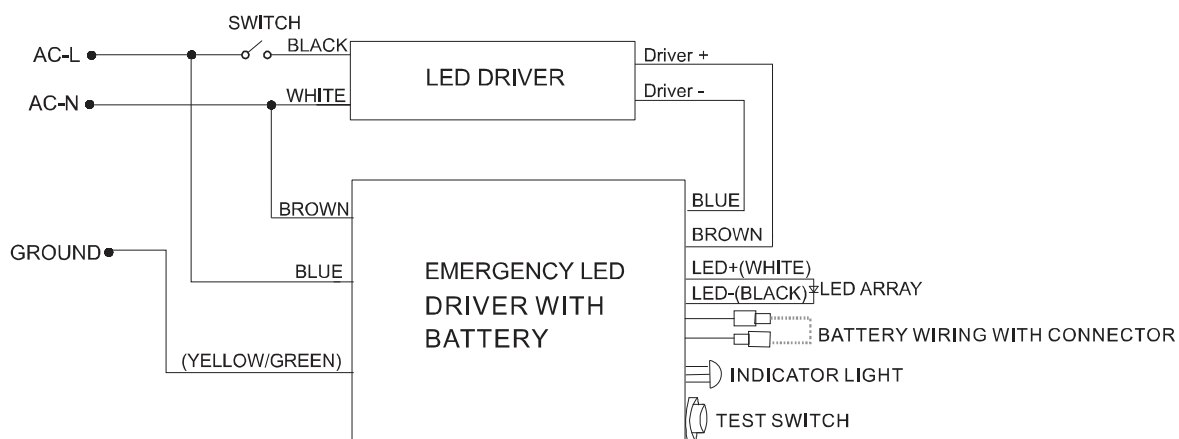 SWITCH
AC-L
BLACK
LED DRIVER
Driver +
AC-N
WHITE
Driver -
BROWN
BLUE
BROWN
GROUND
BLUE
EMERGENCY LED
DRIVER WITH
BATTERY
LED+(WHITE)
LED-(BLACK)
LED ARRAY
BATTERY WIRING WITH CONNECTOR
(YELLOW/GREEN)
INDICATOR LIGHT
TEST SWITCH